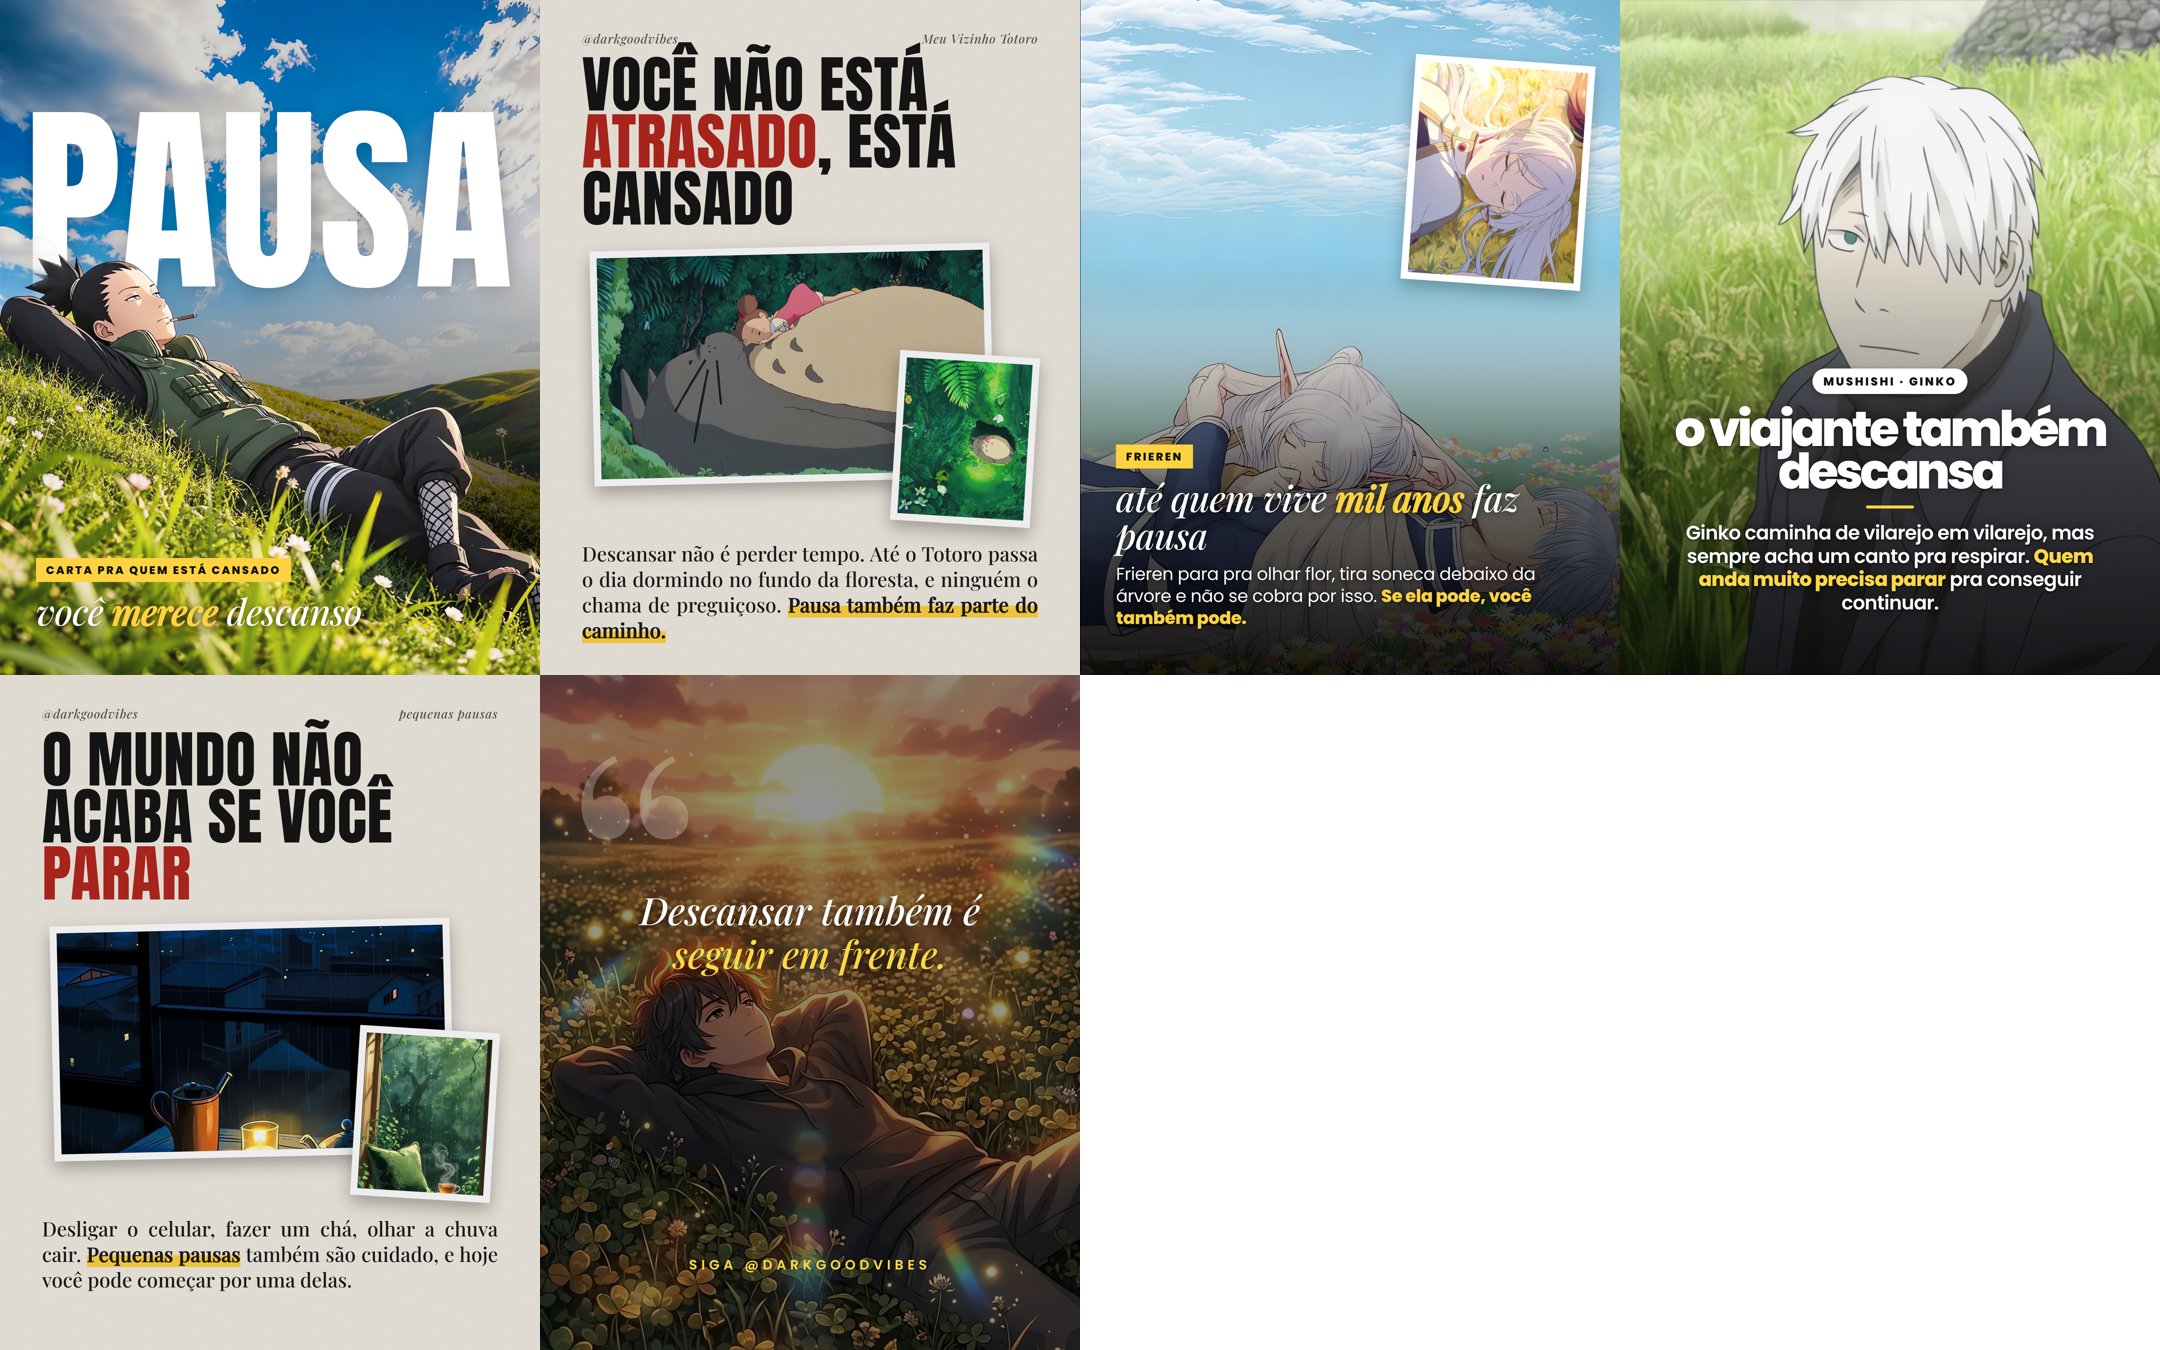 PAUSA
CARTA PRA QUEM ESTÁ CANSADO
você merece descanso
@darkgoodvibes
Meu Vizinho Totoro
VOCÊ NÃO ESTÁ
ATRASADO, ESTÁ
CANSADO
Descansar não é perder tempo. Até o Totoro passa
o dia dormindo no fundo da floresta, e ninguém o
chama de preguiçoso. Pausa também faz parte do
caminho.
FRIEREN
até quem vive mil anos faz
pausa
Frieren para pra olhar flor, tira soneca debaixo da
árvore e não se cobra por isso. Se ela pode, você
também pode.
MUSHISHI · GINKO
o viajante também
descansa
Ginko caminha de vilarejo em vilarejo, mas
sempre acha um canto pra respirar. Quem
anda muito precisa parar pra conseguir
continuar.
@darkgoodvibes
pequenas pausas
O MUNDO NÃO
ACABA SE VOCÊ
PARAR
Desligar o celular, fazer um chá, olhar a chuva
cair. Pequenas pausas também são cuidado, e hoje
você pode começar por uma delas.
“
Descansar também é
seguir em frente.
SIGA @DARKGOODVIBES